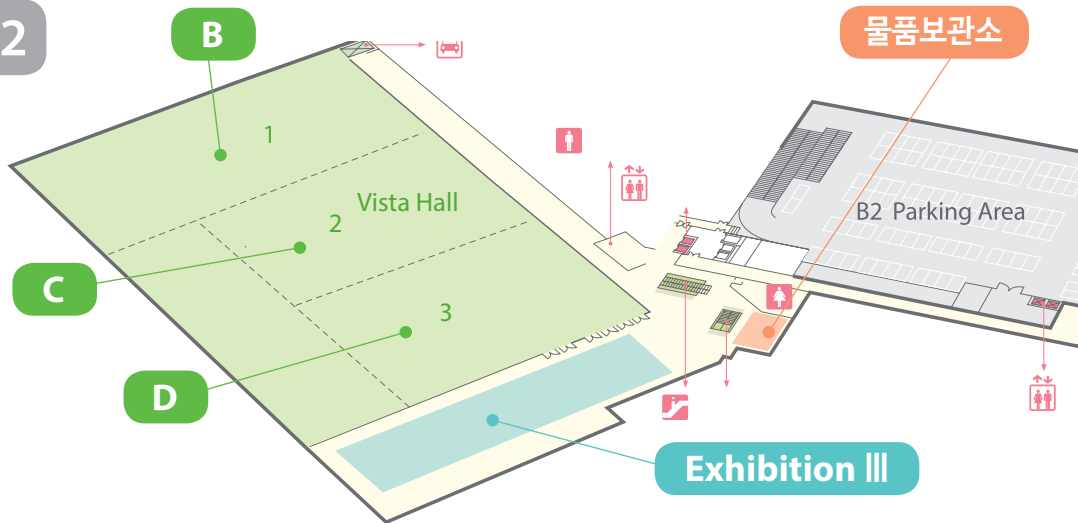 2
B
물품보관소
1
Vista Hall
2
B2 Parking Area
C
3
D
Exhibition Ⅲ